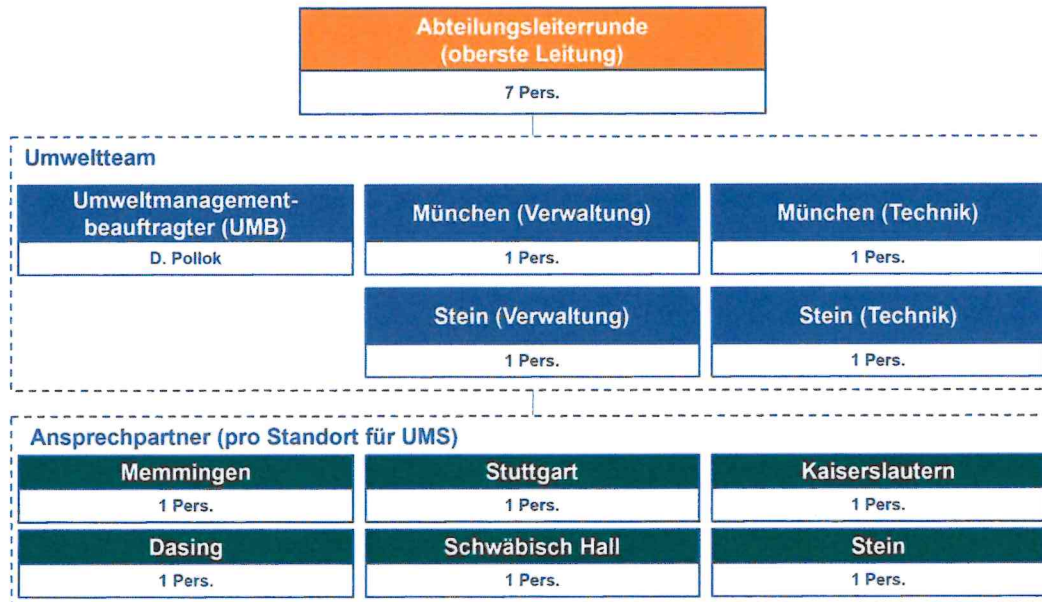 Abteilungsleiterrunde
(oberste Leitung)
7 Pers.
Umweltteam
Umweltmanagement-
beauftragter (UMB)
D. Pollok
München (Verwaltung)
1 Pers.
München (Technik)
1 Pers.
Stein (Verwaltung)
1 Pers.
Stein (Technik)
1 Pers.
Ansprechpartner (pro Standort für UMS)
Memmingen
1 Pers.
Stuttgart
1 Pers.
Kaiserslautern
1 Pers.
Dasing
1 Pers.
Schwäbisch Hall
1 Pers.
Stein
1 Pers.